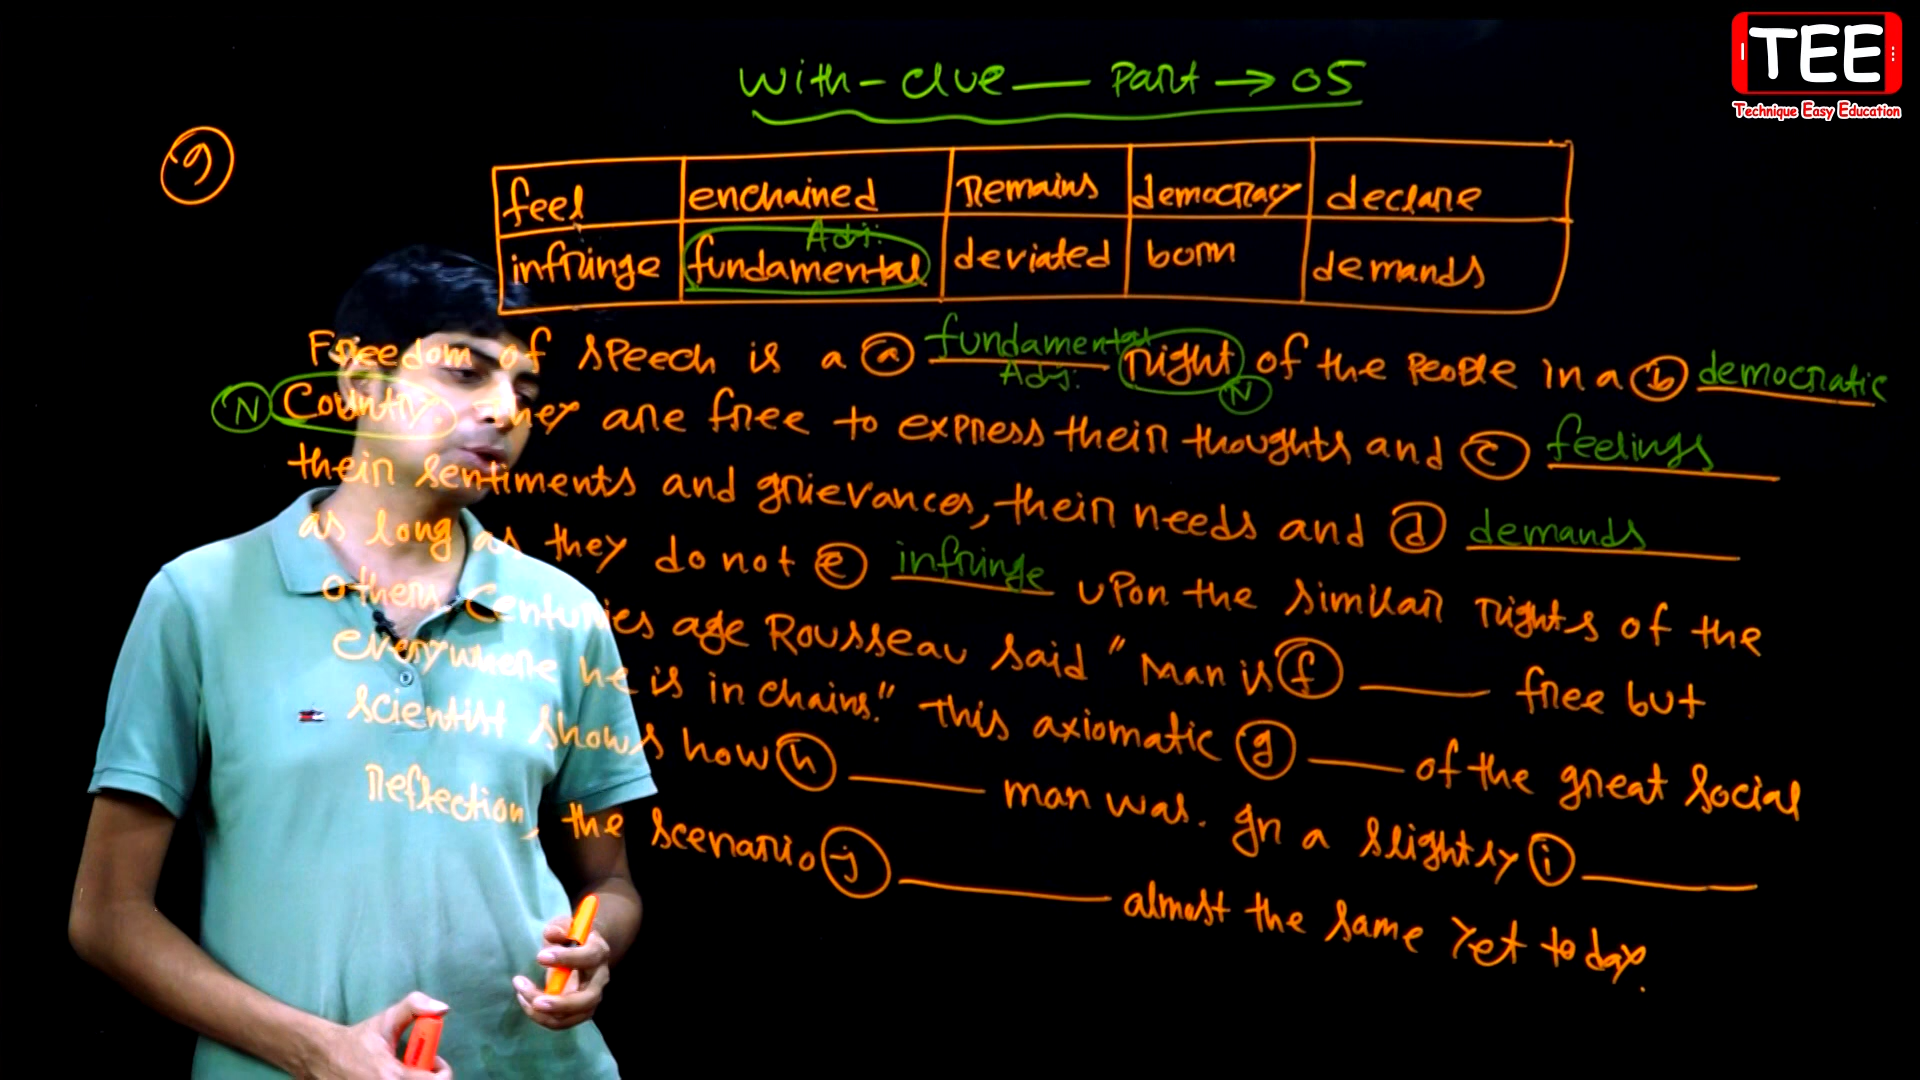 With-clue — Part → 05
TEE
Technique Easy Education
feel enchained Remains democracy declare
Adj:
infringe fundamental deviated born demands
Freedom of speech is a (a) fundamental right of the people in a (b) democratic
Adj: N
N Country. They are free to express their thoughts and (c) feelings
their sentiments and grievances, their needs and (d) demands
as long as they do not (e) infringe upon the similar rights of the
others. Centuries age Rousseau said "Man is (f) ____ free but
everywhere he is in chains." This axiomatic (g) ____ of the great social
scientist shows how (h) ____ man was. In a slightly (i) ____
reflection, the scenario (j) ____ almost the same yet today.